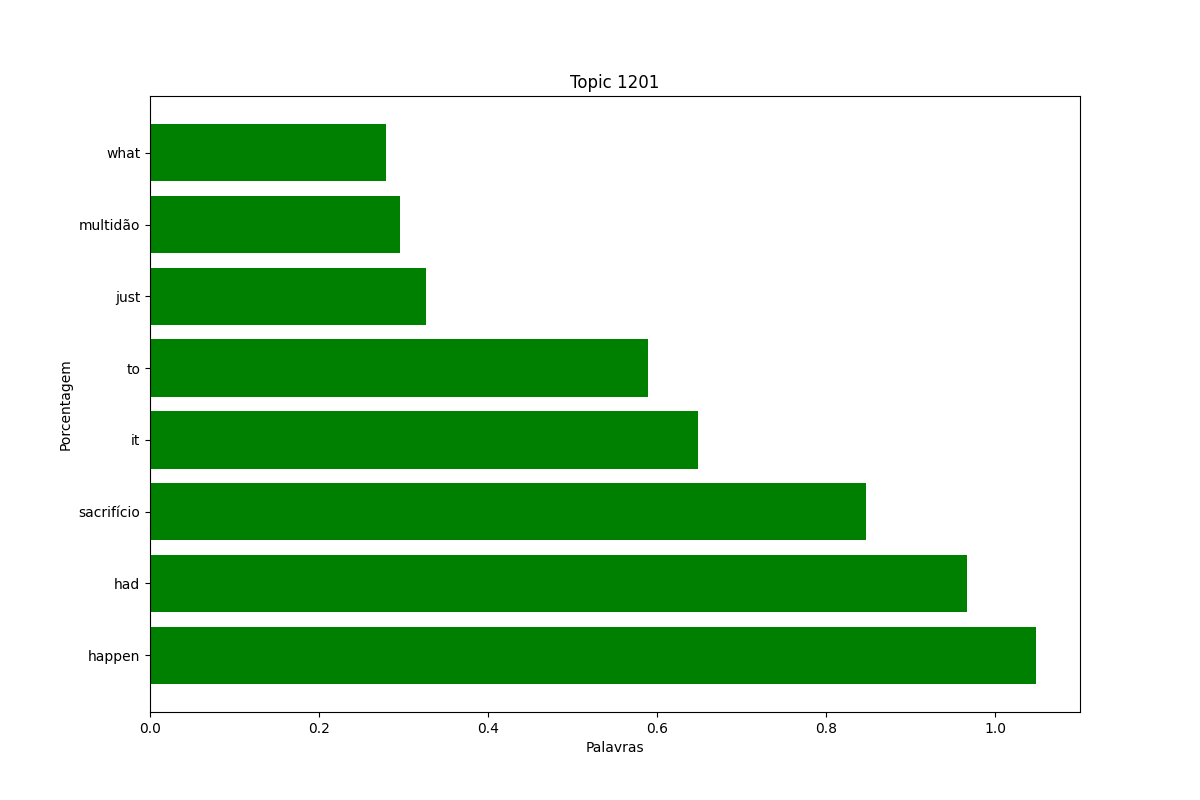 Topic 1201
what
multidão
just
to
it
sacrifício
had
happen
Porcentagem
0.0 0.2 0.4 0.6 0.8 1.0
Palavras